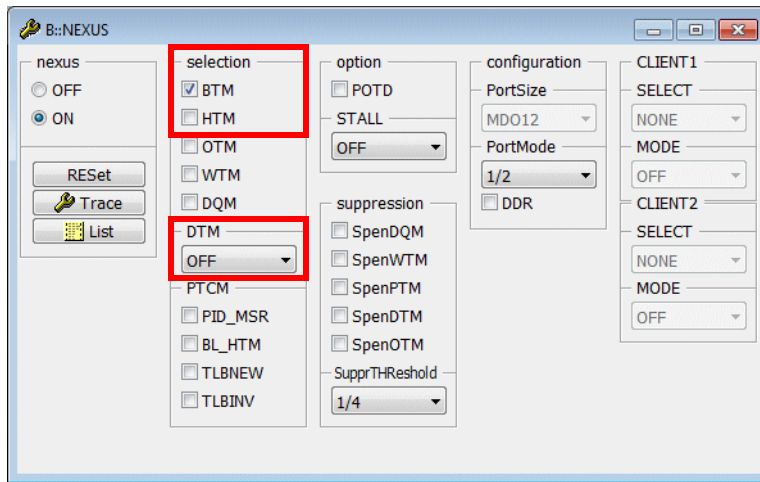 B::NEXUS
nexus
OFF
ON
RESet
Trace
List
selection
BTM
HTM
OTM
WTM
DQM
DTM
OFF
PTCM
PID_MSR
BL_HTM
TLBNEW
TLBINV
option
POTD
STALL
OFF
suppression
SpenDQM
SpenWTM
SpenPTM
SpenDTM
SpenOTM
SupprTHReshold
1/4
configuration
PortSize
MDO12
PortMode
1/2
DDR
CLIENT1
SELECT
NONE
MODE
OFF
CLIENT2
SELECT
NONE
MODE
OFF